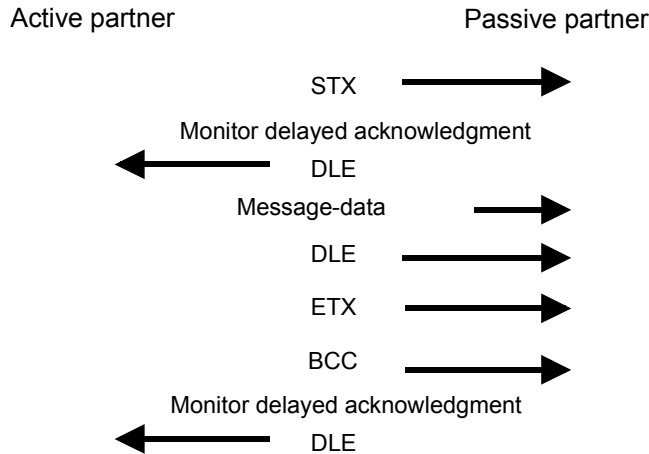 Active partner Passive partner
STX
Monitor delayed acknowledgment
DLE
Message-data
DLE
ETX
BCC
Monitor delayed acknowledgment
DLE